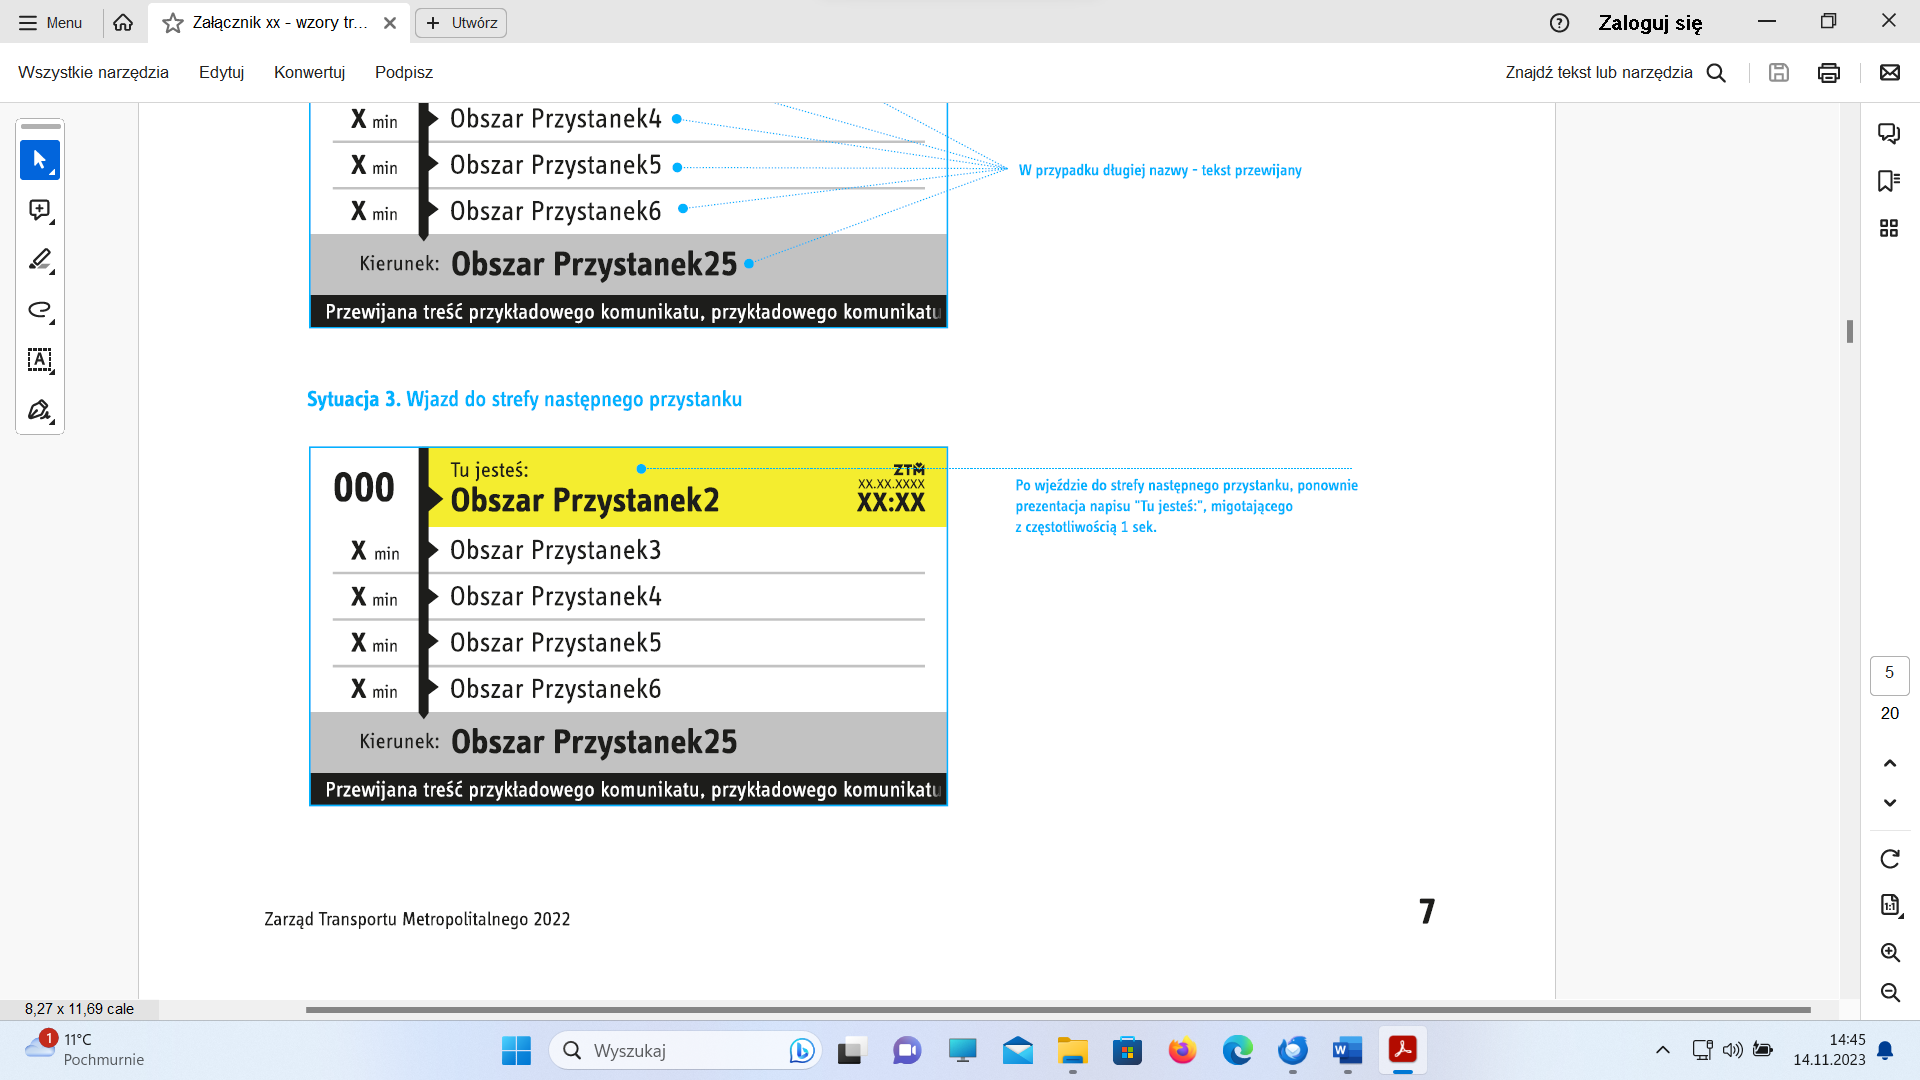 Menu
Załącznik xx - wzory tr...
Utwórz
Zaloguj się
Wszystkie narzędzia
Edytuj
Konwertuj
Podpisz
Znajdź tekst lub narzędzia
X min Obszar Przystanek4
X min Obszar Przystanek5
X min Obszar Przystanek6
Kierunek: Obszar Przystanek25
Przewijana treść przykładowego komunikatu, przykładowego komunikatu
W przypadku długiej nazwy - tekst przewijany
Sytuacja 3. Wjazd do strefy następnego przystanku
000
Tu jesteś:
Obszar Przystanek2
ZTM
XX.XX.XXXX
XX:XX
X min Obszar Przystanek3
X min Obszar Przystanek4
X min Obszar Przystanek5
X min Obszar Przystanek6
Kierunek: Obszar Przystanek25
Przewijana treść przykładowego komunikatu, przykładowego komunikatu
Po wjeździe do strefy następnego przystanku, ponownie
prezentacja napisu "Tu jesteś:", migotającego
z częstotliwością 1 sek.
Zarząd Transportu Metropolitalnego 2022
7
5
20
8,27 x 11,69 cale
1
11°C
Pochmurnie
Wyszukaj
14:45
14.11.2023